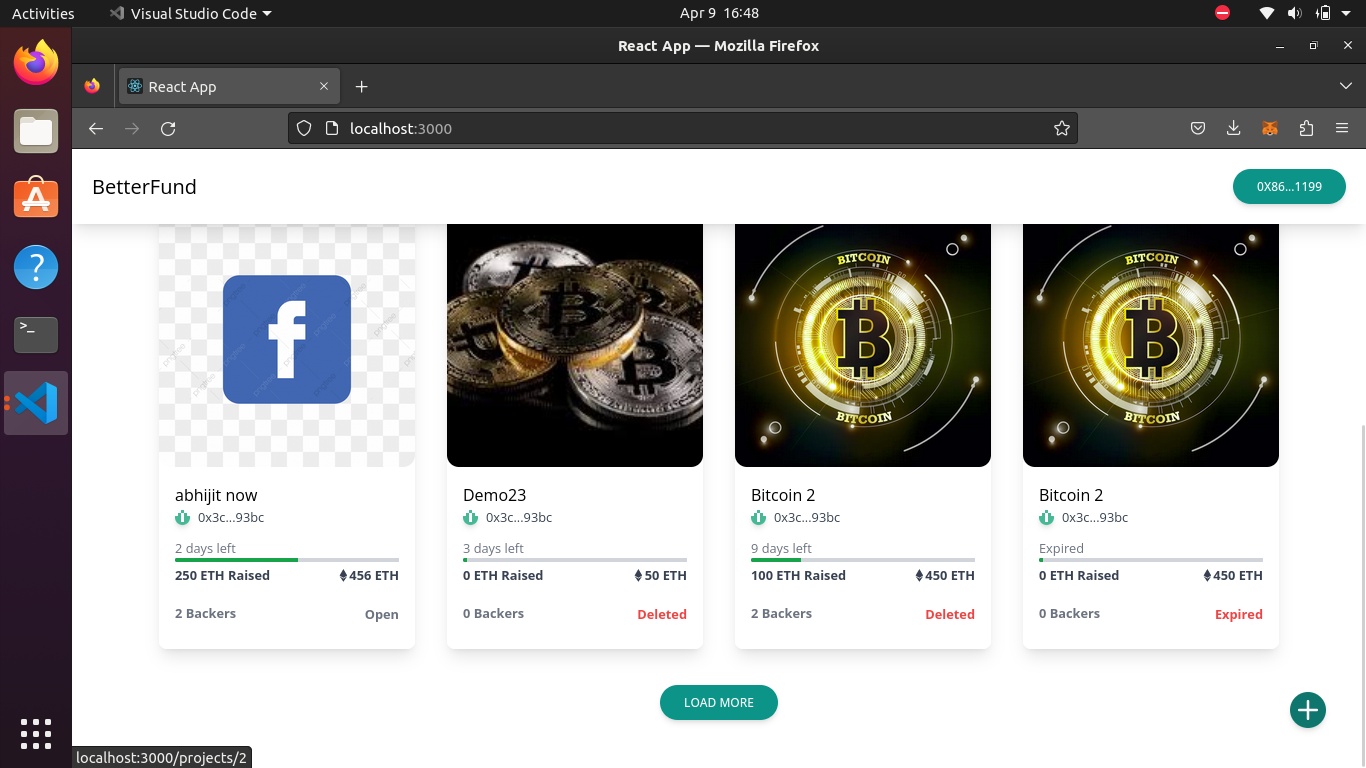 Activities
Visual Studio Code
Apr 9 16:48
React App — Mozilla Firefox
React App
localhost:3000
BetterFund
0X86...1199
f
BITCOIN
BITCOIN
BITCOIN
BITCOIN
abhijit now
0x3c...93bc
2 days left
250 ETH Raised
456 ETH
2 Backers
Open
Demo23
0x3c...93bc
3 days left
0 ETH Raised
50 ETH
0 Backers
Deleted
Bitcoin 2
0x3c...93bc
9 days left
100 ETH Raised
450 ETH
2 Backers
Deleted
Bitcoin 2
0x3c...93bc
Expired
0 ETH Raised
450 ETH
0 Backers
Expired
LOAD MORE
localhost:3000/projects/2